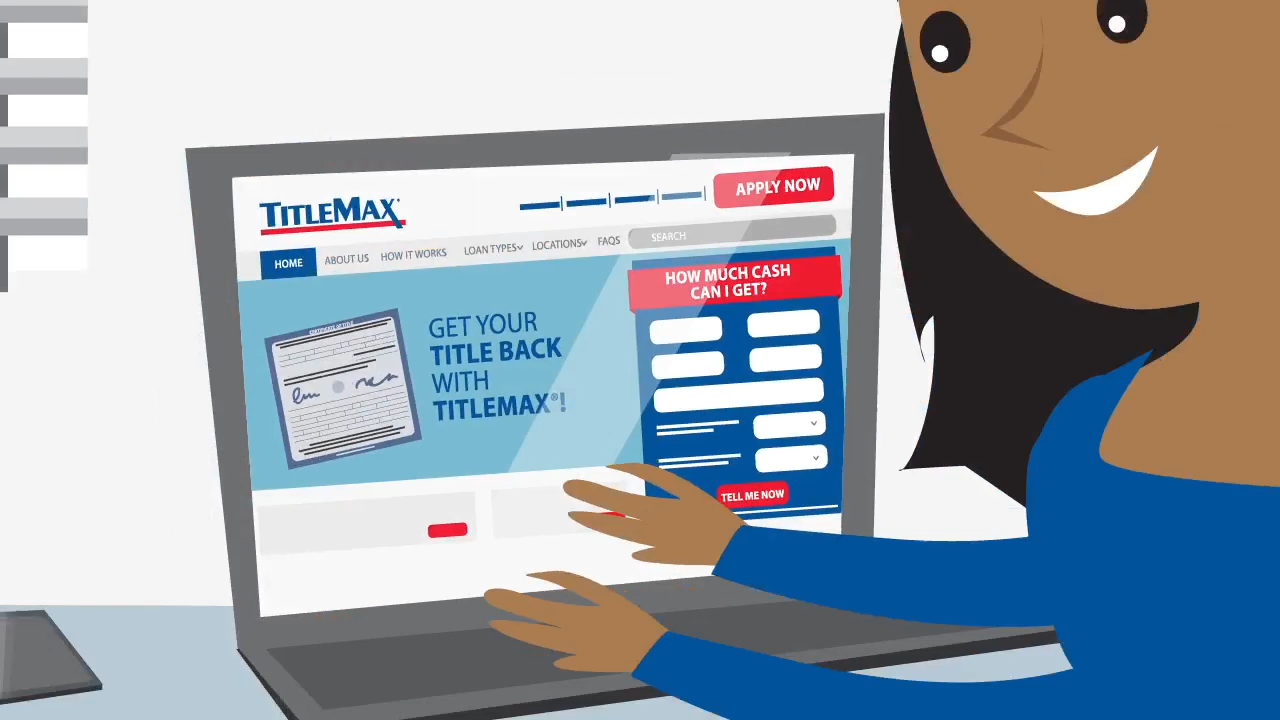 TITLEMAX®
APPLY NOW
HOME
ABOUT US
HOW IT WORKS
LOAN TYPES
LOCATIONS
FAQS
SEARCH
HOW MUCH CASH
CAN I GET?
GET YOUR
TITLE BACK
WITH
TITLEMAX®!
TELL ME NOW